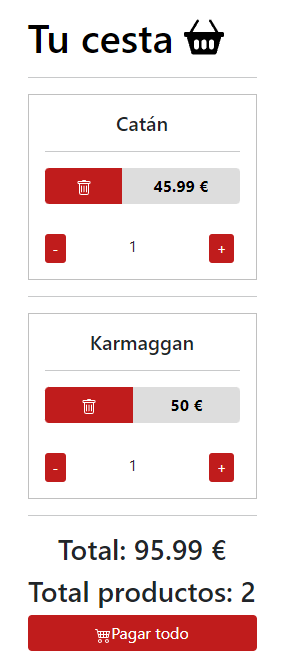 Tu cesta
Catán
45.99 €
- 1 +
Karmaggan
50 €
- 1 +
Total: 95.99 €
Total productos: 2
Pagar todo